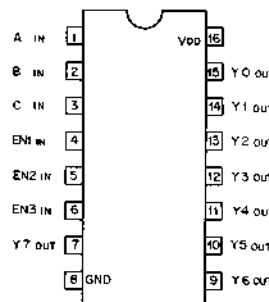 A IN 1 VDD 16
B IN 2 15 Y0 OUT
C IN 3 14 Y1 OUT
EN1 IN 4 13 Y2 OUT
EN2 IN 5 12 Y3 OUT
EN3 IN 6 11 Y4 OUT
Y7 OUT 7 10 Y5 OUT
8 GND 9 Y6 OUT